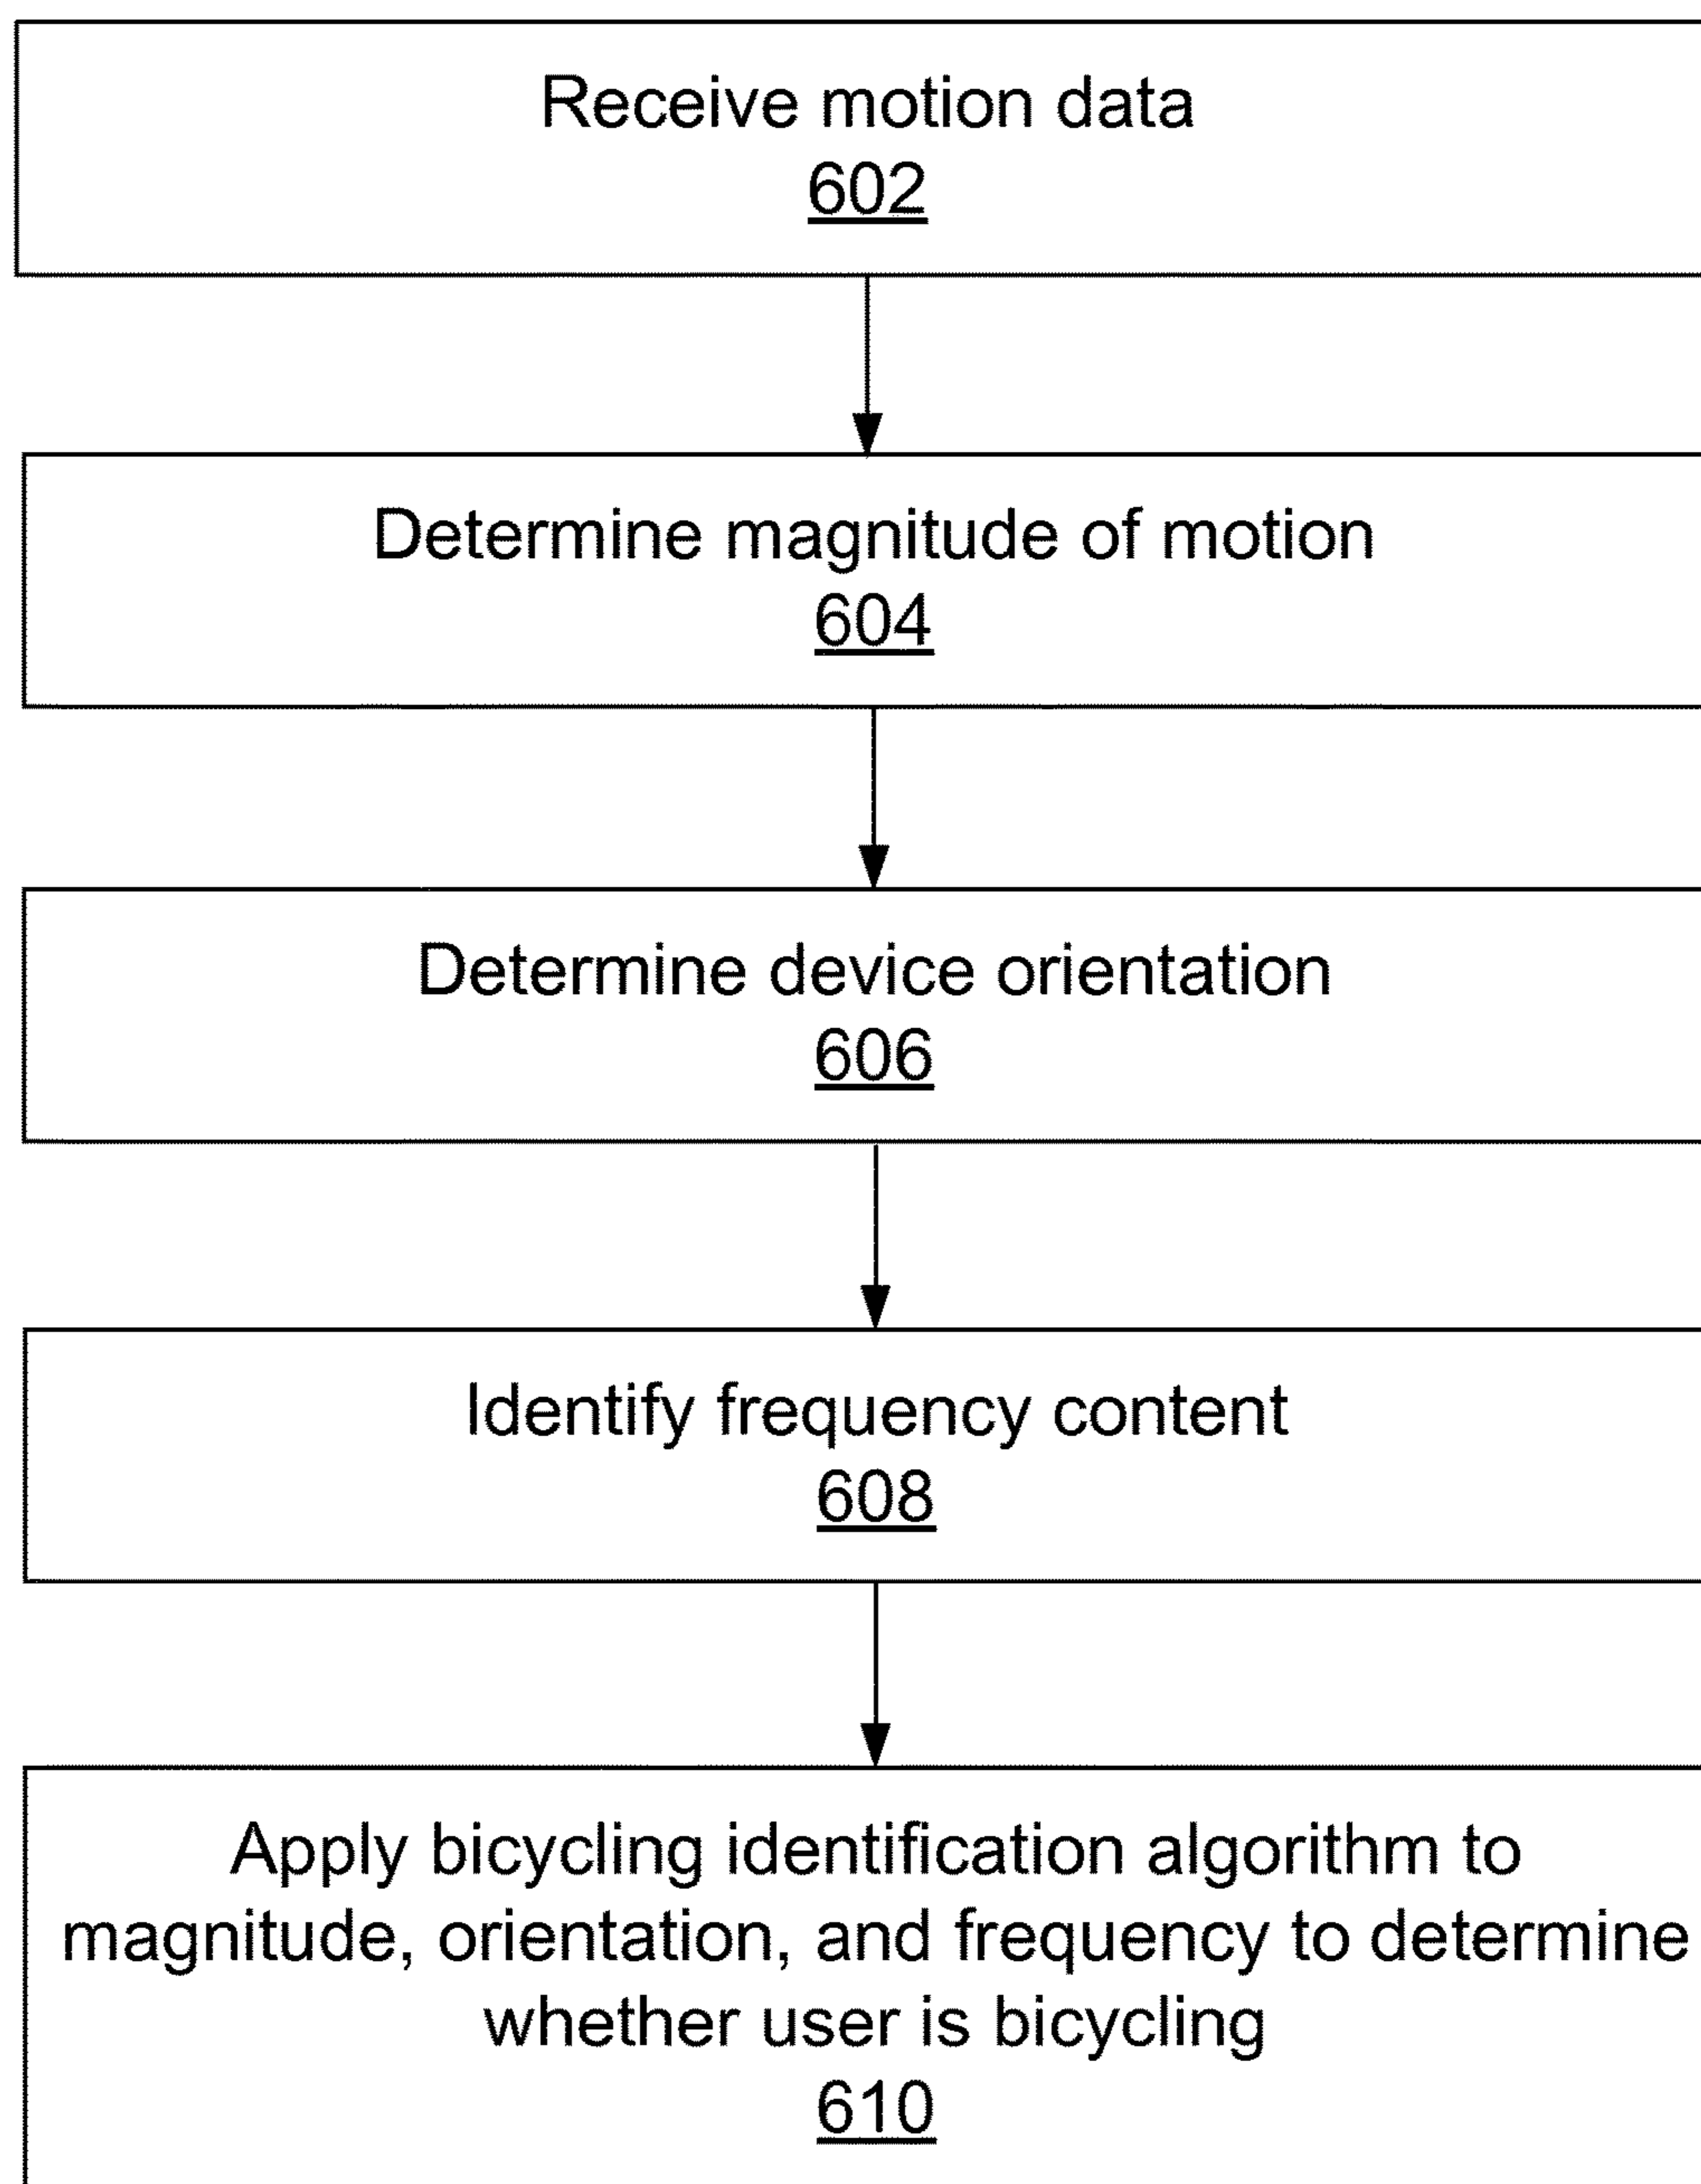 Receive motion data
602
Determine magnitude of motion
604
Determine device orientation
606
Identify frequency content
608
Apply bicycling identification algorithm to
magnitude, orientation, and frequency to determine
whether user is bicycling
610